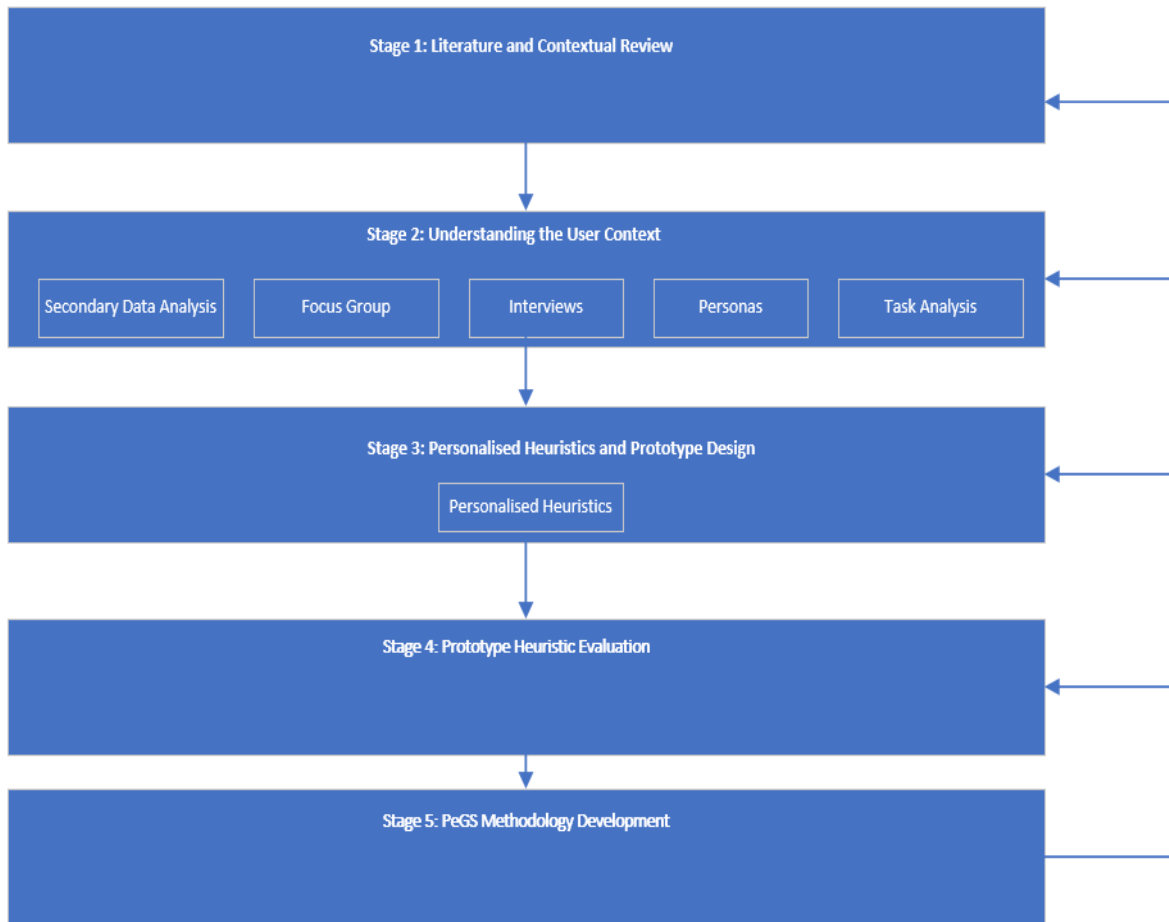 Stage 1: Literature and Contextual Review
Stage 2: Understanding the User Context
Secondary Data Analysis
Focus Group
Interviews
Personas
Task Analysis
Stage 3: Personalised Heuristics and Prototype Design
Personalised Heuristics
Stage 4: Prototype Heuristic Evaluation
Stage 5: PeGS Methodology Development